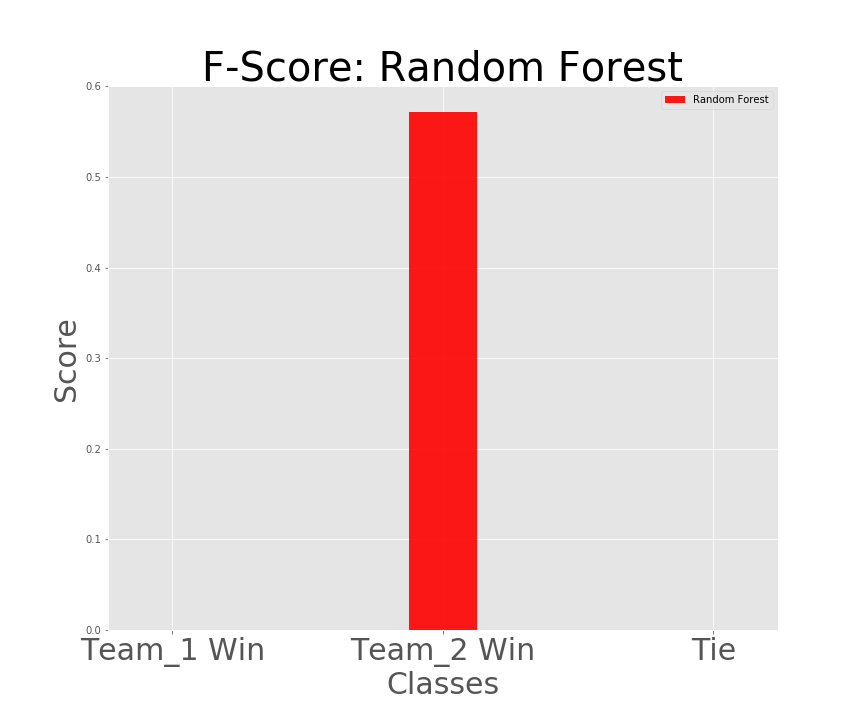 F-Score: Random Forest
Random Forest
0.6
0.5
0.4
0.3
0.2
0.1
0.0
Score
Team_1 Win Team_2 Win Tie
Classes